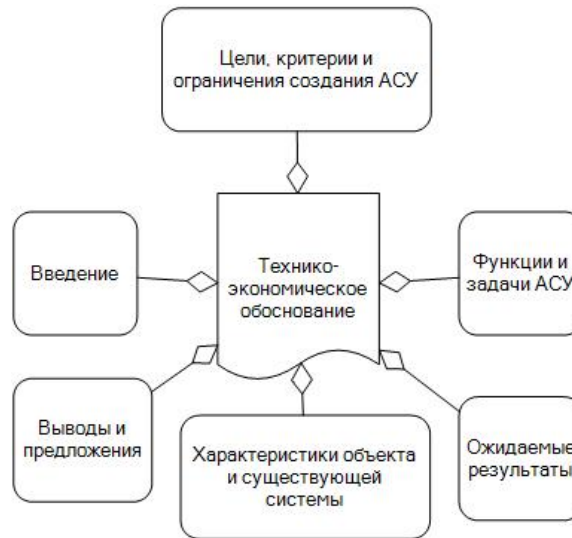 Цели, критерии и
ограничения создания АСУ
Введение
Технико-
экономическое
обоснование
Функции и
задачи АСУ
Выводы и
предложения
Характеристики объекта
и существующей
системы
Ожидаемые
результаты